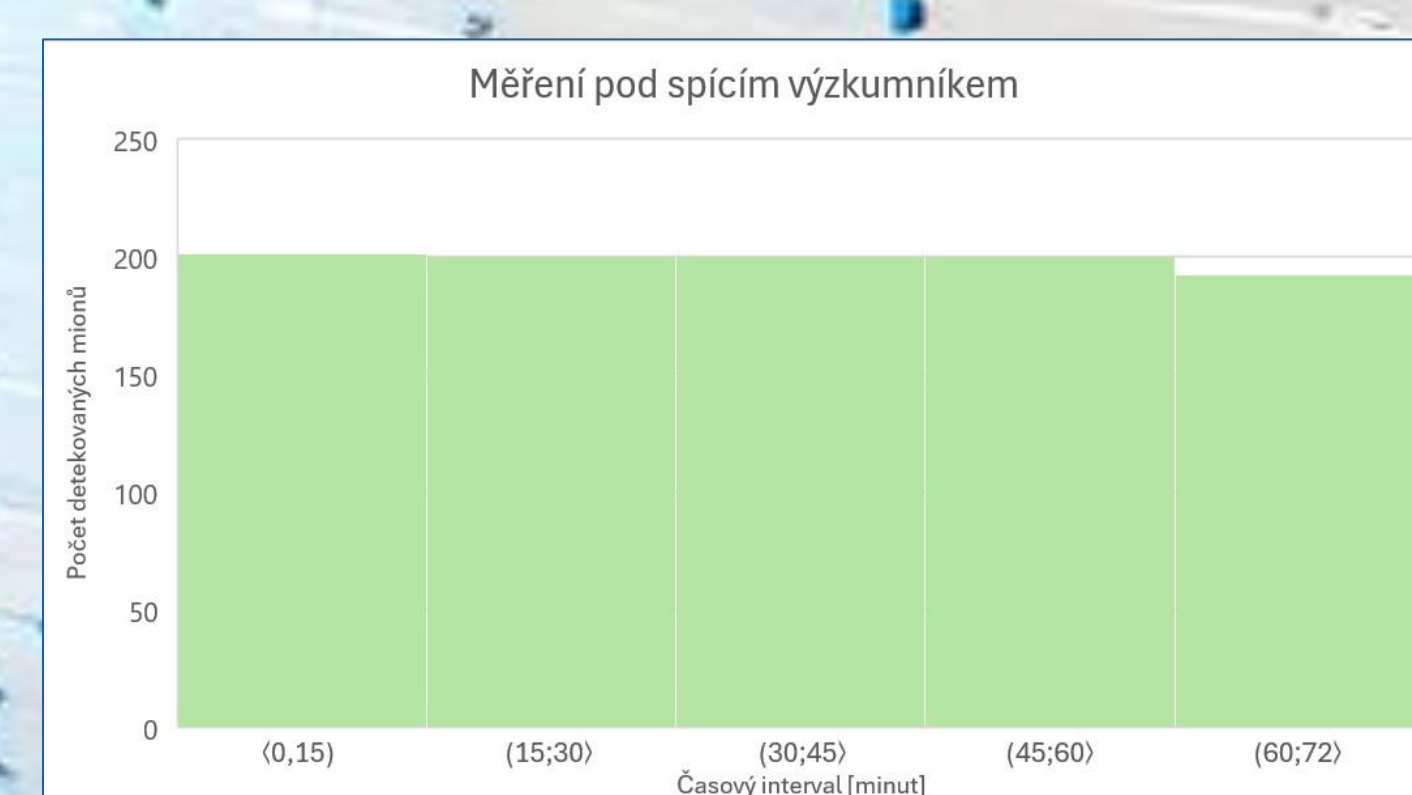 Měření pod spícím výzkumníkem
250
200
150
100
50
0
Počet detekovaných mionů
⟨0,15) (15;30⟩ (30;45⟩ (45;60⟩ (60;72⟩
Časový interval [minut]